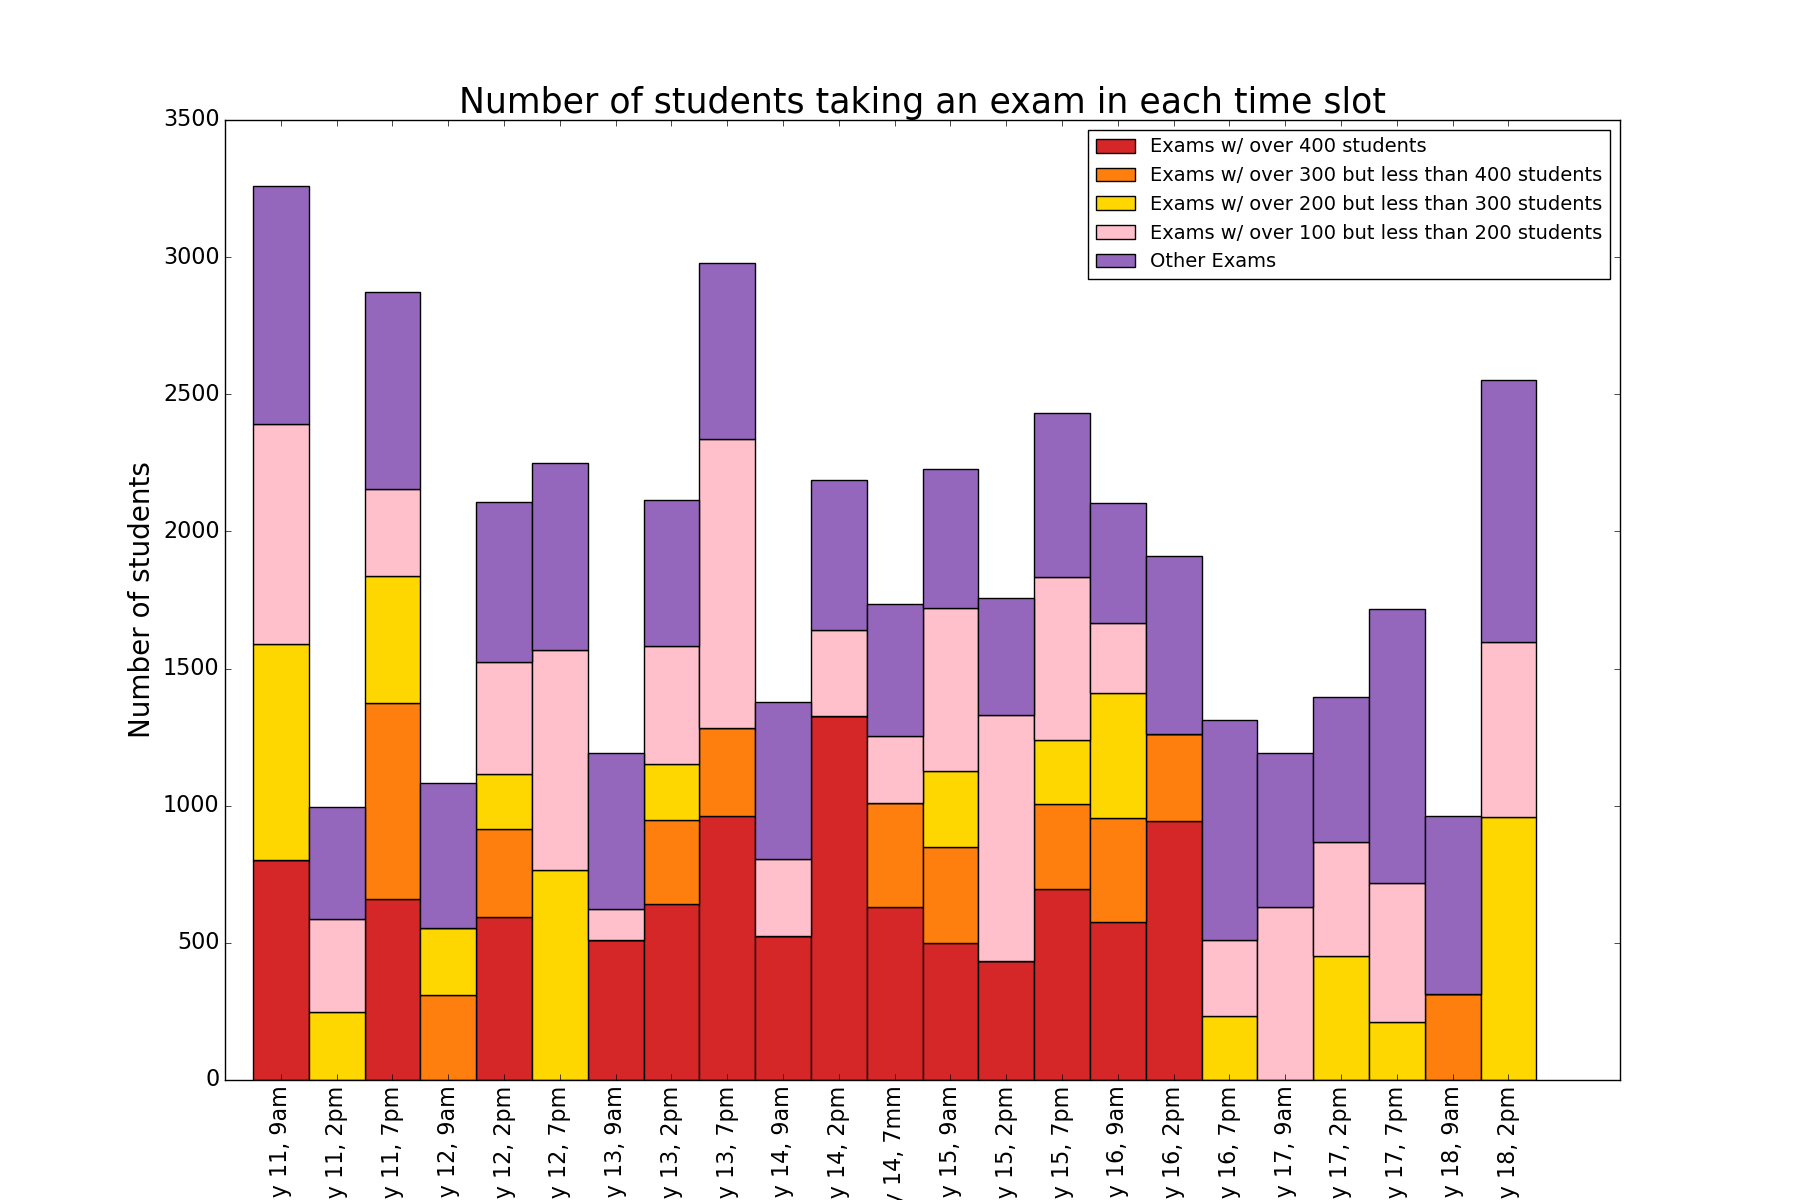 Number of students taking an exam in each time slot
Exams w/ over 400 students
Exams w/ over 300 but less than 400 students
Exams w/ over 200 but less than 300 students
Exams w/ over 100 but less than 200 students
Other Exams
Number of students
3500
3000
2500
2000
1500
1000
500
0
y 11, 9am
y 11, 2pm
y 11, 7pm
y 12, 9am
y 12, 2pm
y 12, 7pm
y 13, 9am
y 13, 2pm
y 13, 7pm
y 14, 9am
y 14, 2pm
y 14, 7mm
y 15, 9am
y 15, 2pm
y 15, 7pm
y 16, 9am
y 16, 2pm
y 16, 7pm
y 17, 9am
y 17, 2pm
y 17, 7pm
y 18, 9am
y 18, 2pm